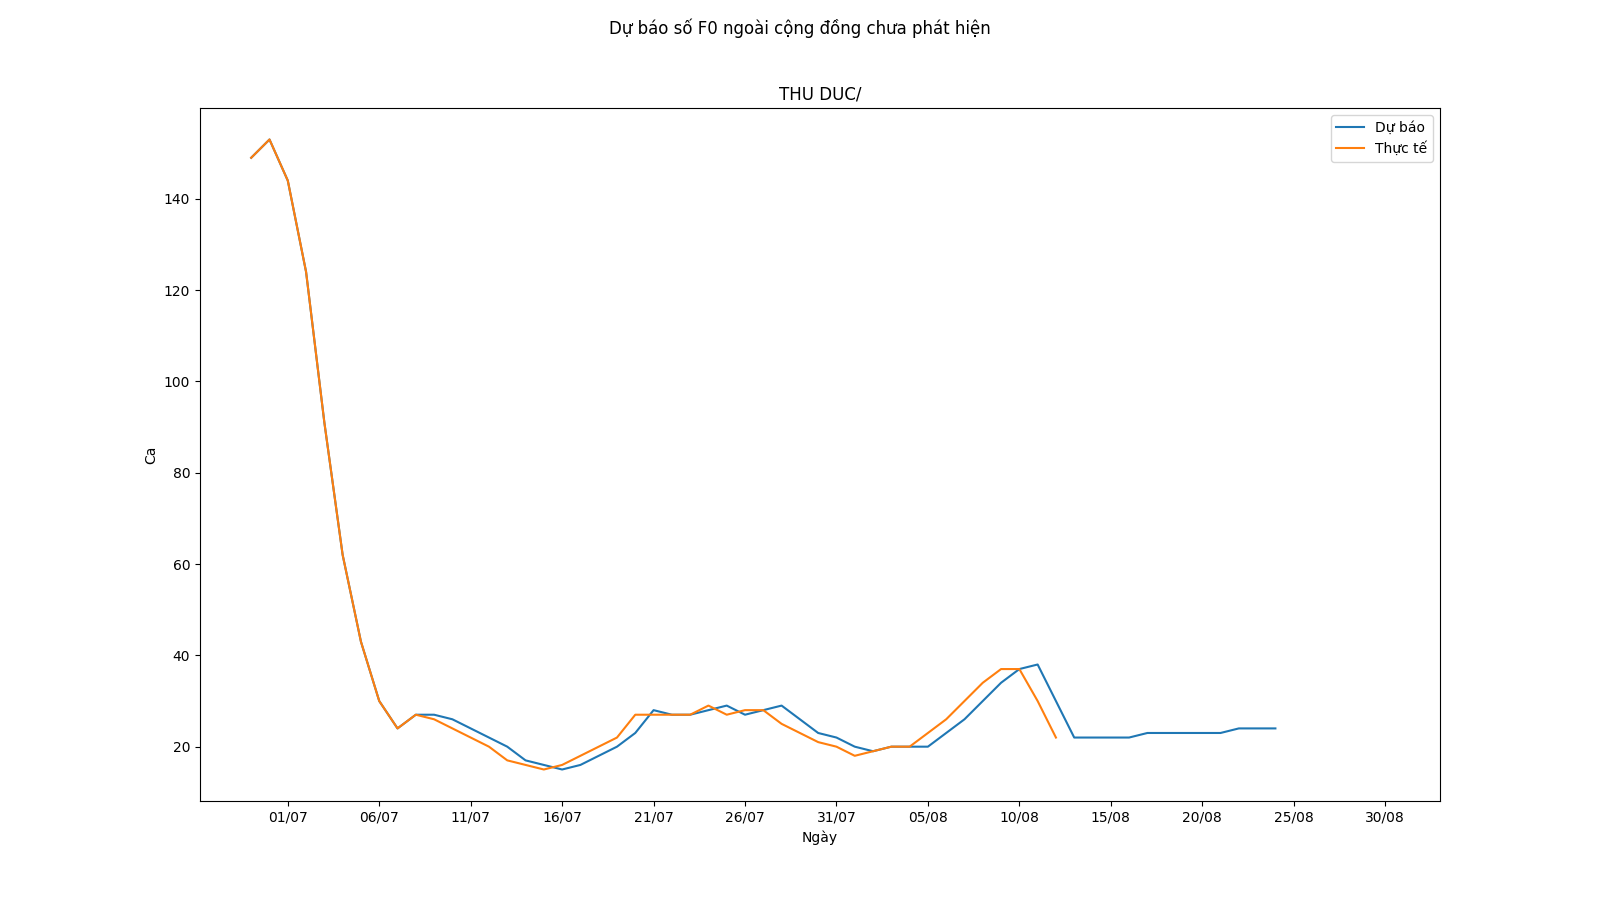 Dự báo số F0 ngoài cộng đồng chưa phát hiện
THU DUC/
Dự báo
Thực tế
140
120
100
80
60
40
20
Ca
01/07 06/07 11/07 16/07 21/07 26/07 31/07 05/08 10/08 15/08 20/08 25/08 30/08
Ngày